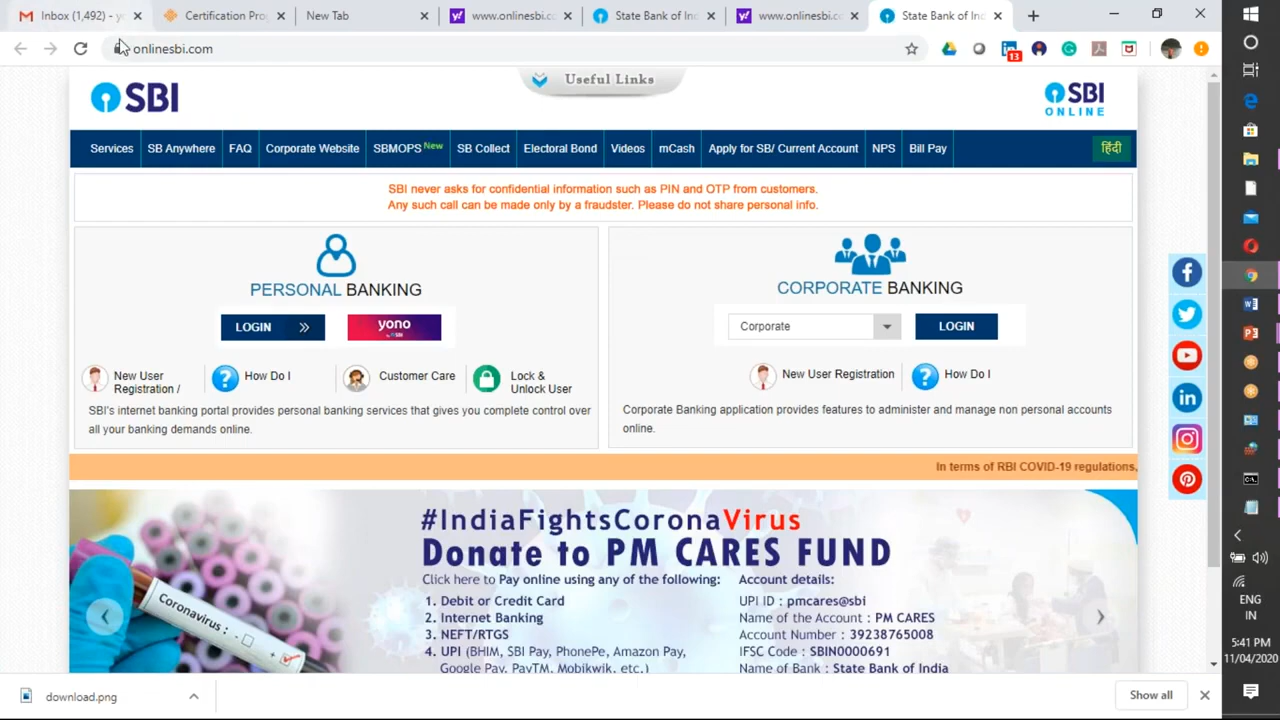 Inbox (1,492) - y
Certification Pro
New Tab
www.onlinesbi.c
State Bank of In
www.onlinesbi.c
State Bank of In
onlinesbi.com
13
Useful Links
SBI
SBI
ONLINE
Services SB Anywhere FAQ Corporate Website SBMOPS New SB Collect Electoral Bond Videos mCash Apply for SB/ Current Account NPS Bill Pay हिंदी
SBI never asks for confidential information such as PIN and OTP from customers.
Any such call can be made only by a fraudster. Please do not share personal info.
PERSONAL BANKING
LOGIN
yono
SBI
New User
Registration /
How Do I
Customer Care
Lock &
Unlock User
SBI's internet banking portal provides personal banking services that gives you complete control over
all your banking demands online.
CORPORATE BANKING
Corporate
LOGIN
New User Registration
How Do I
Corporate Banking application provides features to administer and manage non personal accounts
online.
In terms of RBI COVID-19 regulations,
#IndiaFightsCoronaVirus
Donate to PM CARES FUND
Click here to Pay online using any of the following:
1. Debit or Credit Card
2. Internet Banking
3. NEFT/RTGS
4. UPI (BHIM, SBI Pay, PhonePe, Amazon Pay,
Google Pay, PayTM, Mobikwik, etc.)
Account details:
UPI ID : pmcares@sbi
Name of the Account : PM CARES
Account Number : 39238765008
IFSC Code : SBIN0000691
Name of Bank : State Bank of India
Coronavirus :
-
+
download.png
Show all
ENG
IN
5:41 PM
11/04/2020